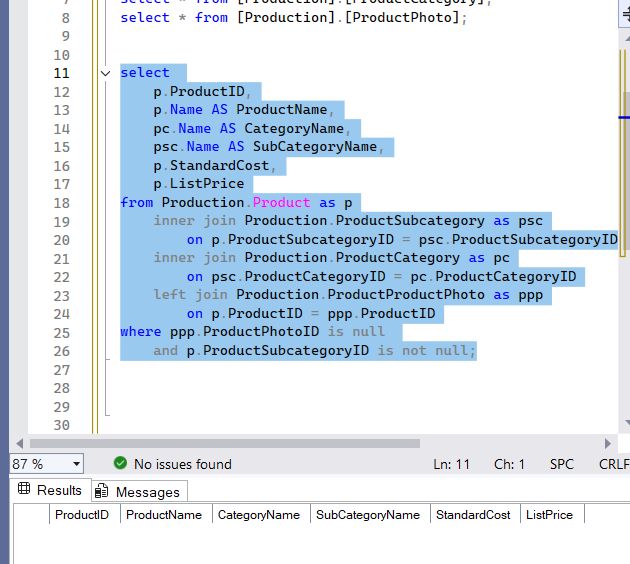 7 select * from [Production].[ProductCategory];
8 select * from [Production].[ProductPhoto];
9
10
11 select
12 p.ProductID,
13 p.Name AS ProductName,
14 pc.Name AS CategoryName,
15 psc.Name AS SubCategoryName,
16 p.StandardCost,
17 p.ListPrice
18 from Production.Product as p
19 inner join Production.ProductSubcategory as psc
20 on p.ProductSubcategoryID = psc.ProductSubcategoryID
21 inner join Production.ProductCategory as pc
22 on psc.ProductCategoryID = pc.ProductCategoryID
23 left join Production.ProductProductPhoto as ppp
24 on p.ProductID = ppp.ProductID
25 where ppp.ProductPhotoID is null
26 and p.ProductSubcategoryID is not null;
27
28
29
30
87 % No issues found Ln: 11 Ch: 1 SPC CRLF
Results Messages
ProductID ProductName CategoryName SubCategoryName StandardCost ListPrice